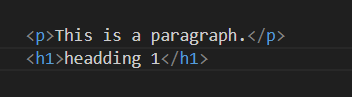 <p>This is a paragraph.</p>
<h1>headding 1</h1>